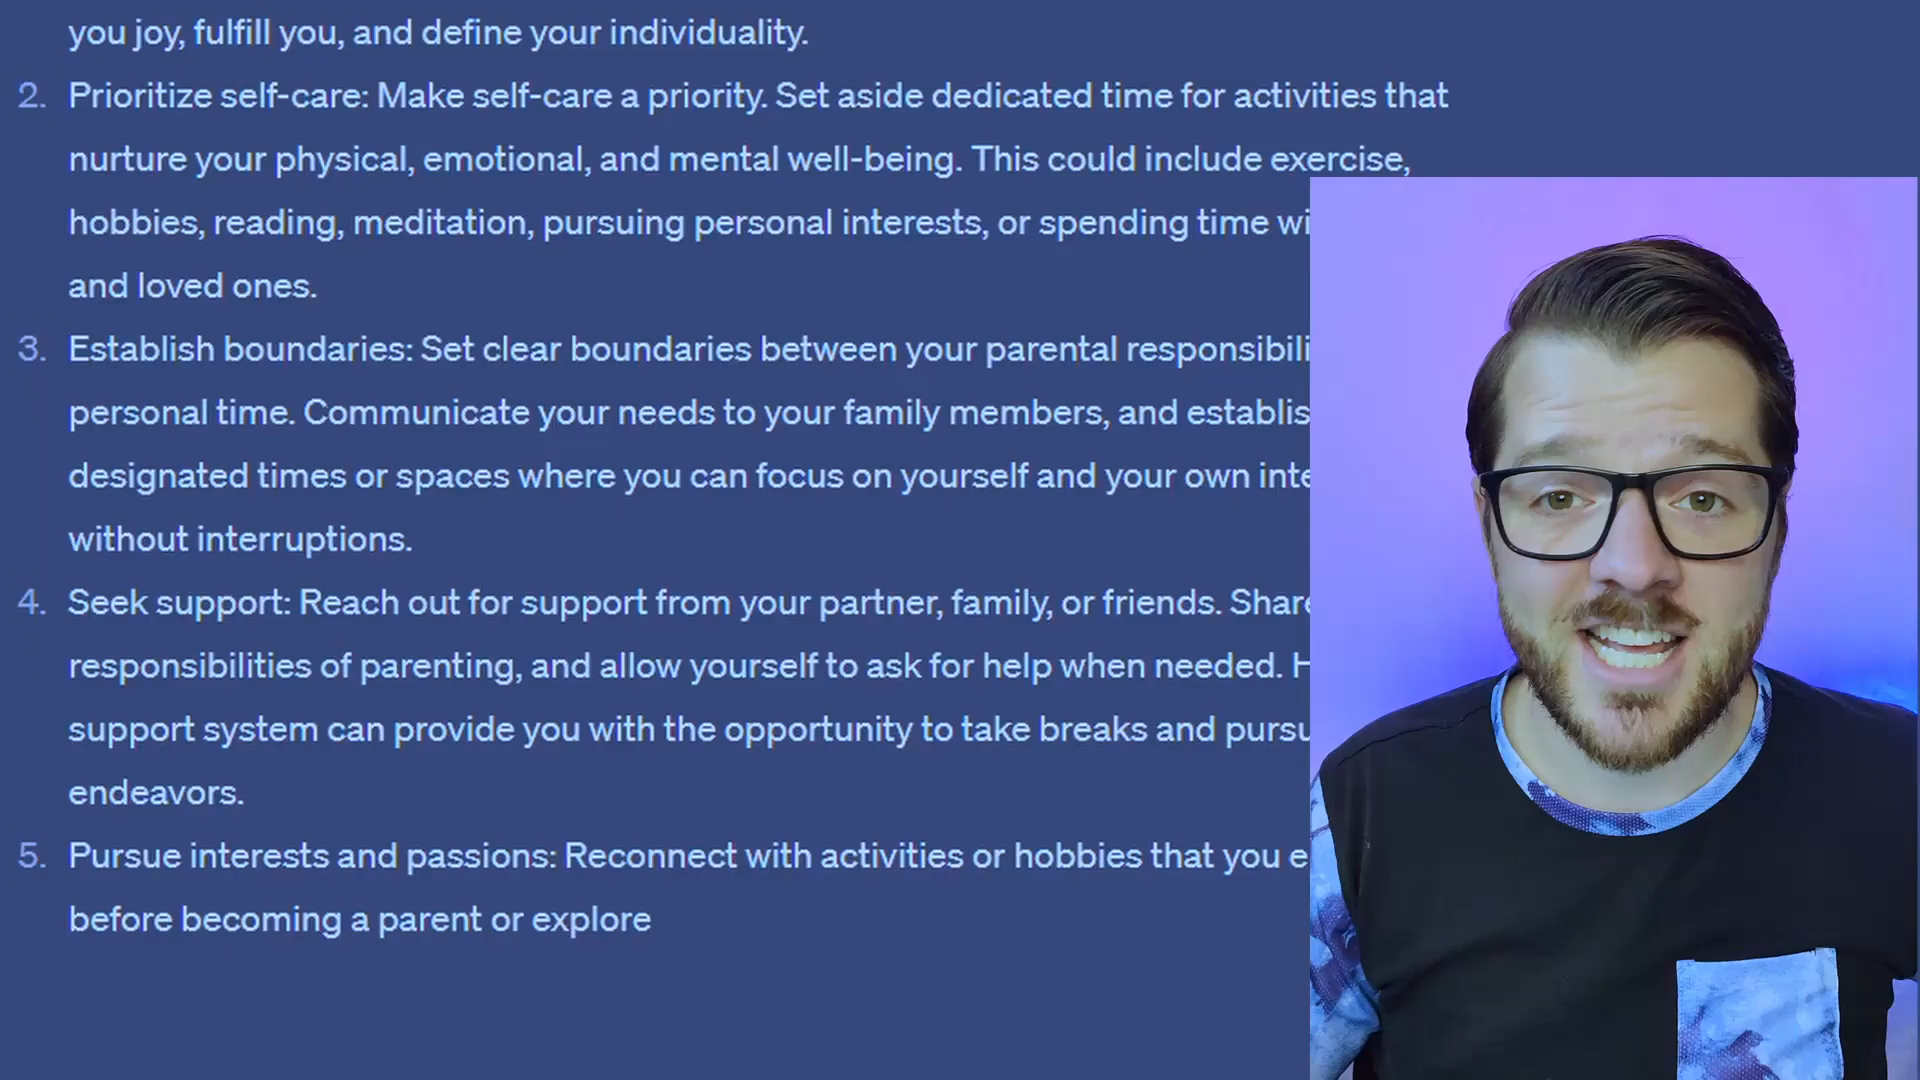 you joy, fulfill you, and define your individuality.
2. Prioritize self-care: Make self-care a priority. Set aside dedicated time for activities that
nurture your physical, emotional, and mental well-being. This could include exercise,
hobbies, reading, meditation, pursuing personal interests, or spending time
and loved ones.
3. Establish boundaries: Set clear boundaries between your parental
personal time. Communicate your needs to your family members, and
designated times or spaces where you can focus on yourself and your own
without interruptions.
4. Seek support: Reach out for support from your partner, family, or friends.
responsibilities of parenting, and allow yourself to ask for help when needed.
support system can provide you with the opportunity to take breaks and
endeavors.
5. Pursue interests and passions: Reconnect with activities or hobbies that you
before becoming a parent or explore